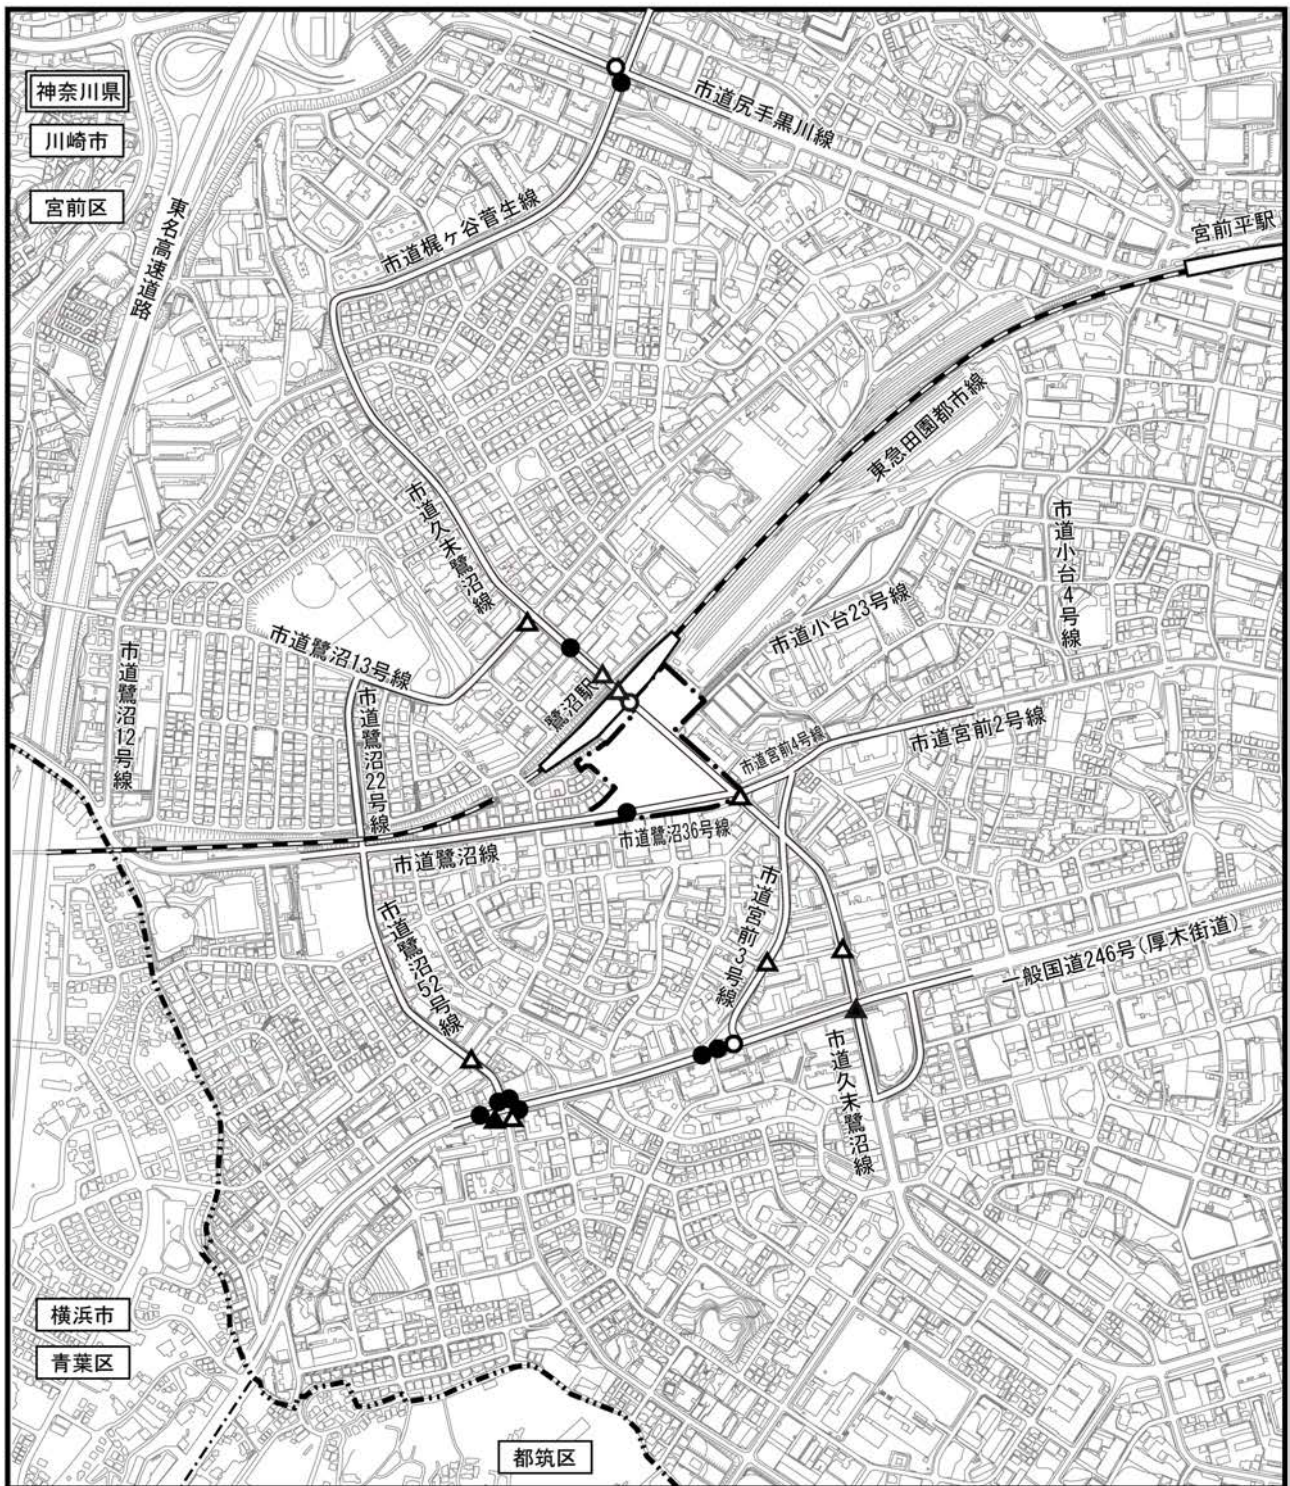 神奈川県
川崎市
宮前区
東名高速道路
市道尻手黒川線
市道梶ヶ谷菅生線
宮前平駅
東急田園都市線
市道久末鷺沼線
市道小台4号線
市道小台23号線
市道鷺沼13号線
市道鷺沼12号線
市道鷺沼22号線
鷺沼駅
市道宮前4号線
市道宮前2号線
市道鷺沼36号線
市道鷺沼線
市道宮前3号線
市道鷺沼52号線
一般国道246号(厚木街道)
市道久末鷺沼線
横浜市
青葉区
都筑区